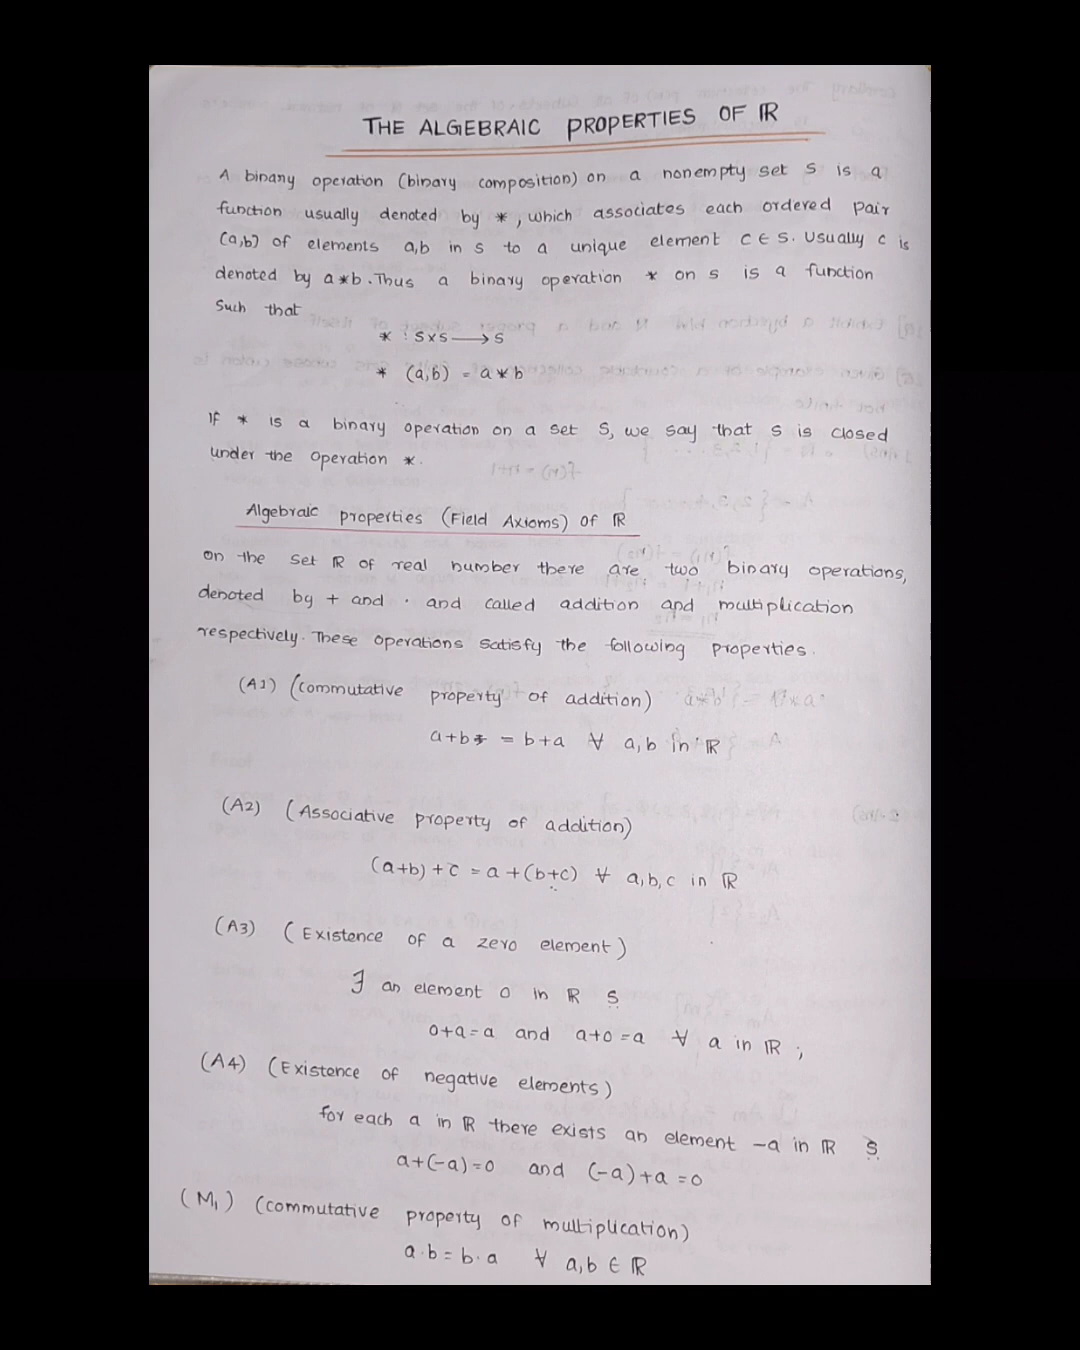 THE ALGEBRAIC PROPERTIES OF ℝ
A binary operation (binary composition) on a nonempty set S is a
function usually denoted by *, which associates each ordered pair
(a,b) of elements a,b in S to a unique element c ∈ S. Usually c is
denoted by a*b. Thus a binary operation * on S is a function
Such that
* : S×S ⟶ S
* (a,b) = a * b
If * is a binary operation on a set S, we say that S is closed
under the operation *.
Algebraic properties (Field Axioms) of ℝ
On the set ℝ of real number there are two binary operations,
denoted by + and · and called addition and multiplication
respectively. These operations satisfy the following properties.
(A1) (commutative property of addition)
a+b = b+a ∀ a,b in ℝ
(A2) (Associative property of addition)
(a+b)+c = a+(b+c) ∀ a,b,c in ℝ
(A3) (Existence of a zero element)
∃ an element 0 in ℝ S
0+a=a and a+0=a ∀ a in ℝ ;
(A4) (Existence of negative elements)
for each a in ℝ there exists an element -a in ℝ S
a+(-a)=0 and (-a)+a=0
(M₁) (commutative property of multiplication)
a·b = b·a ∀ a,b ∈ ℝ